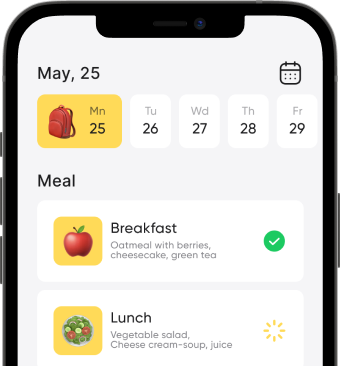 May, 25
Mn Tu Wd Th Fr
25 26 27 28 29
Meal
Breakfast
Oatmeal with berries,
cheesecake, green tea
Lunch
Vegetable salad,
Cheese cream-soup, juice